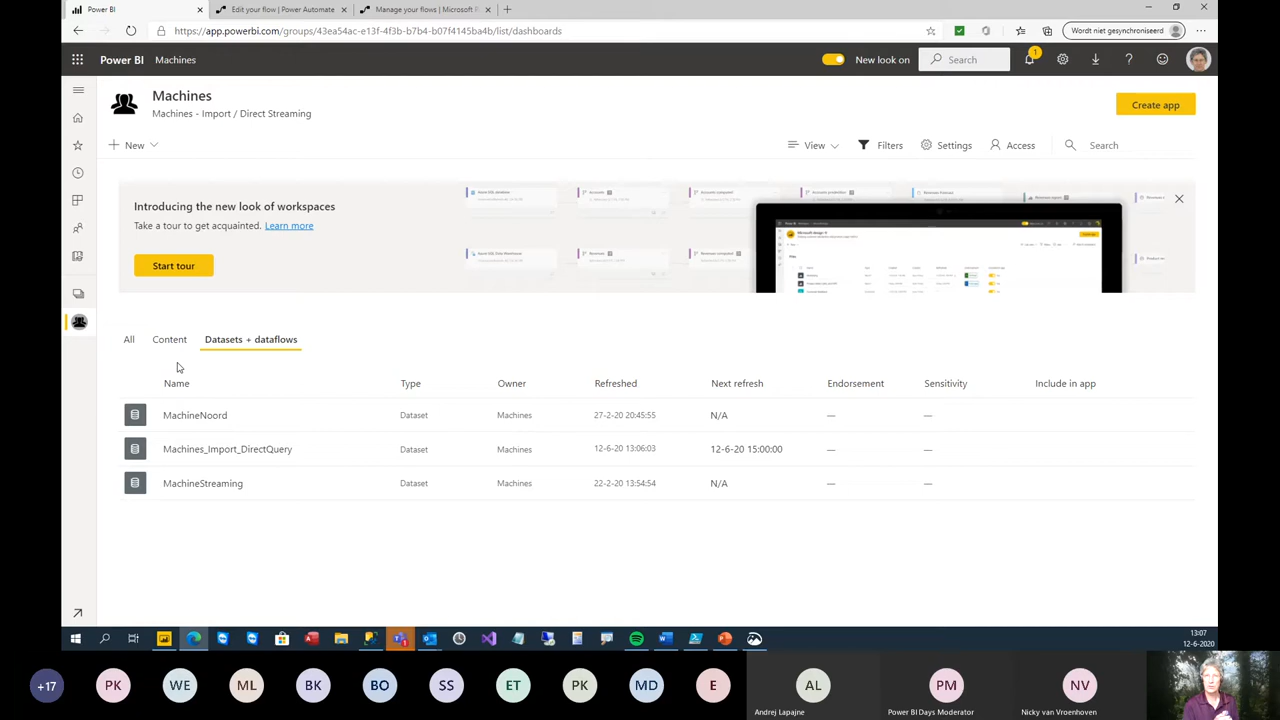 Power BI
Edit your flow | Power Automate
Manage your flows | Microsoft
https://app.powerbi.com/groups/43ea54ac-e13f-4f3b-b7b4-b07f4145ba4b/list/dashboards
Wordt niet gesynchroniseerd
Power BI Machines
New look on
Search
1
Machines
Machines - Import / Direct Streaming
Create app
New
View
Filters
Settings
Access
Search
Introducing the new look of workspaces
Take a tour to get acquainted. Learn more
Start tour
All Content Datasets + dataflows
Name Type Owner Refreshed Next refresh Endorsement Sensitivity Include in app
MachineNoord Dataset Machines 27-2-20 20:45:55 N/A — —
Machines_Import_DirectQuery Dataset Machines 12-6-20 13:06:03 12-6-20 15:00:00 — —
MachineStreaming Dataset Machines 22-2-20 13:54:54 N/A — —
13:07
12-6-2020
+17 PK WE ML BK BO SS ET PK MD E AL PM NV
Andrej Lapajne
Power BI Days Moderator
Nicky van Vroenhoven